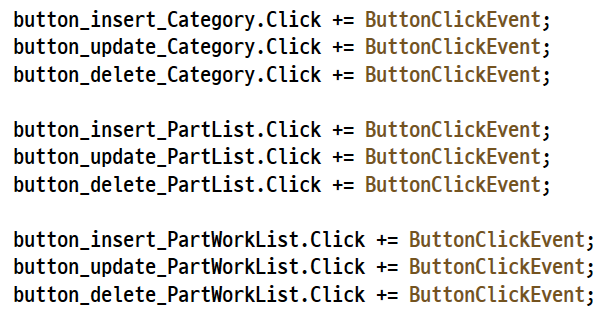 button_insert_Category.Click += ButtonClickEvent;
button_update_Category.Click += ButtonClickEvent;
button_delete_Category.Click += ButtonClickEvent;
button_insert_PartList.Click += ButtonClickEvent;
button_update_PartList.Click += ButtonClickEvent;
button_delete_PartList.Click += ButtonClickEvent;
button_insert_PartWorkList.Click += ButtonClickEvent;
button_update_PartWorkList.Click += ButtonClickEvent;
button_delete_PartWorkList.Click += ButtonClickEvent;